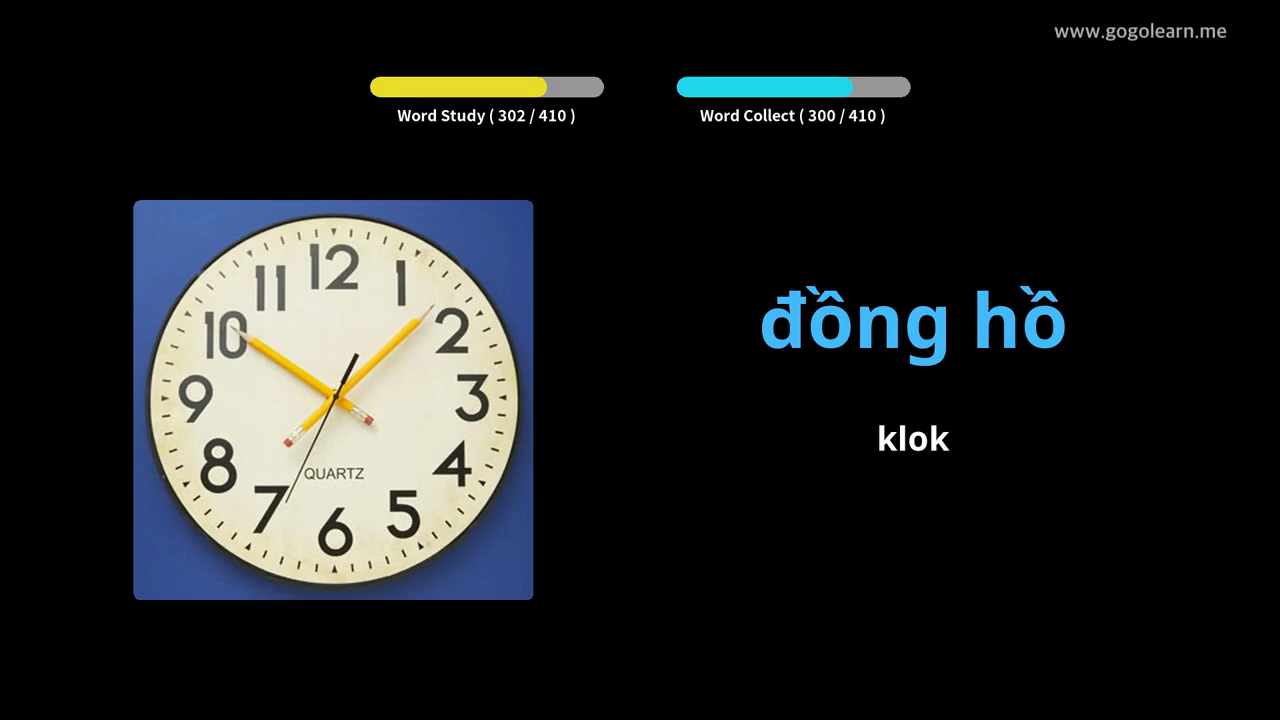 www.gogolearn.me
Word Study ( 302 / 410 )
Word Collect ( 300 / 410 )
12
11
1
10
2
9
3
8
4
7
5
6
QUARTZ
đồng hồ
klok